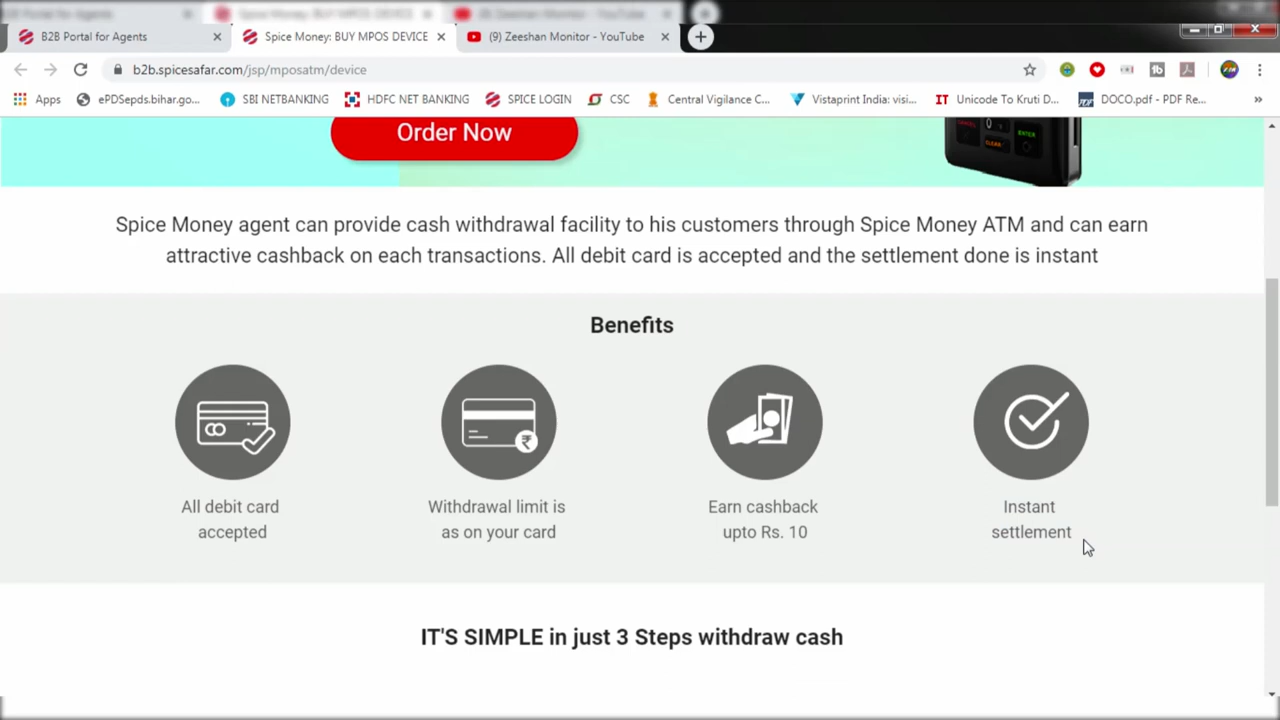 B2B Portal for Agents
Spice Money: BUY MPOS DEVICE
(9) Zeeshan Monitor - YouTube
b2b.spicesafar.com/jsp/mposatm/device
Apps
ePDSepds.bihar.go...
SBI NETBANKING
HDFC NET BANKING
SPICE LOGIN
CSC
Central Vigilance C...
Vistaprint India: visi...
IT Unicode To Kruti D...
DOCO.pdf - PDF Re...
Order Now
CANCEL 0 ENTER
CLEAR
Spice Money agent can provide cash withdrawal facility to his customers through Spice Money ATM and can earn
attractive cashback on each transactions. All debit card is accepted and the settlement done is instant
Benefits
All debit card
accepted
Withdrawal limit is
as on your card
Earn cashback
upto Rs. 10
Instant
settlement
IT'S SIMPLE in just 3 Steps withdraw cash